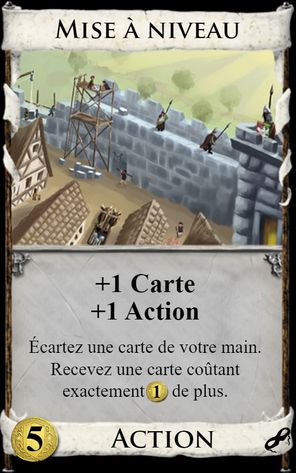 MISE À NIVEAU
+1 Carte
+1 Action
Écartez une carte de votre main.
Recevez une carte coûtant
exactement 1 de plus.
5 ACTION